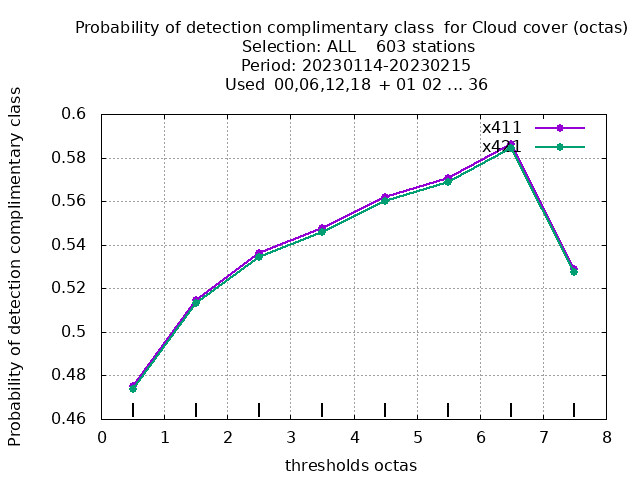 Probability of detection complimentary class  for Cloud cover (octas)
Selection: ALL    603 stations
Period: 20230114-20230215
Used  00,06,12,18 + 01 02 ... 36
Probability of detection complimentary class
0.6
0.58
0.56
0.54
0.52
0.5
0.48
0.46
x411
x421
0 1 2 3 4 5 6 7 8
thresholds octas